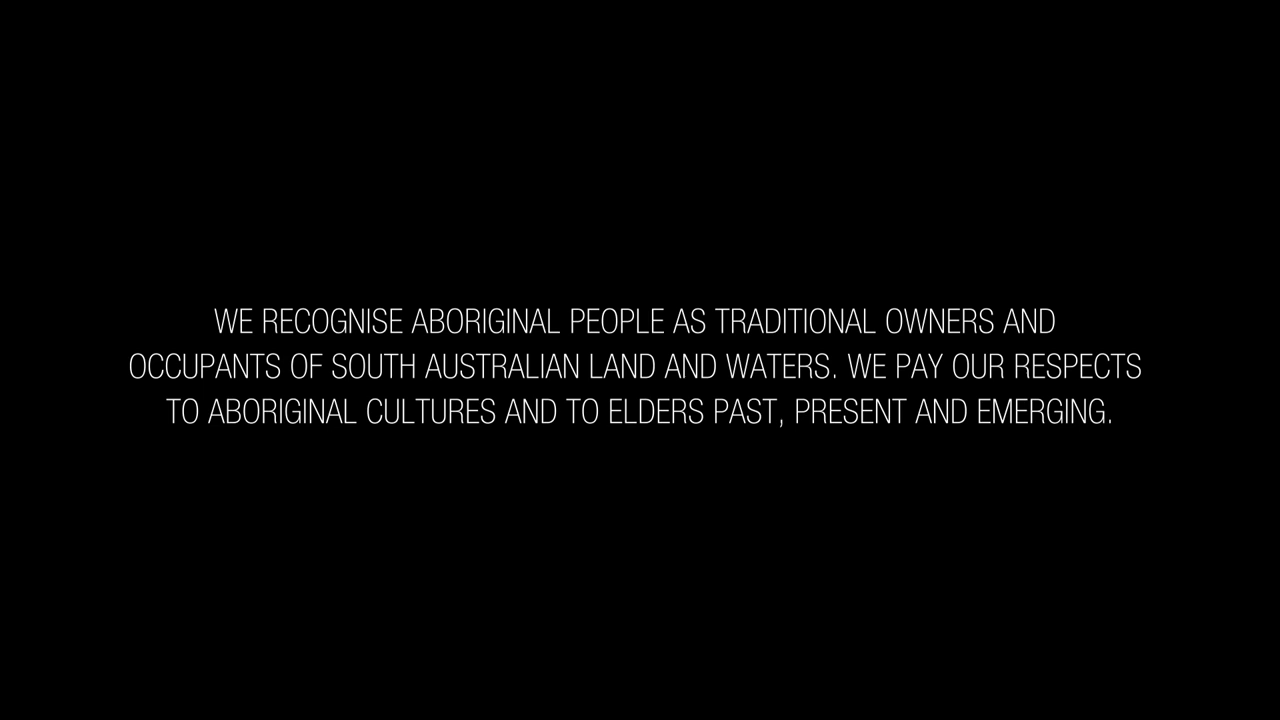 WE RECOGNISE ABORIGINAL PEOPLE AS TRADITIONAL OWNERS AND
OCCUPANTS OF SOUTH AUSTRALIAN LAND AND WATERS. WE PAY OUR RESPECTS
TO ABORIGINAL CULTURES AND TO ELDERS PAST, PRESENT AND EMERGING.